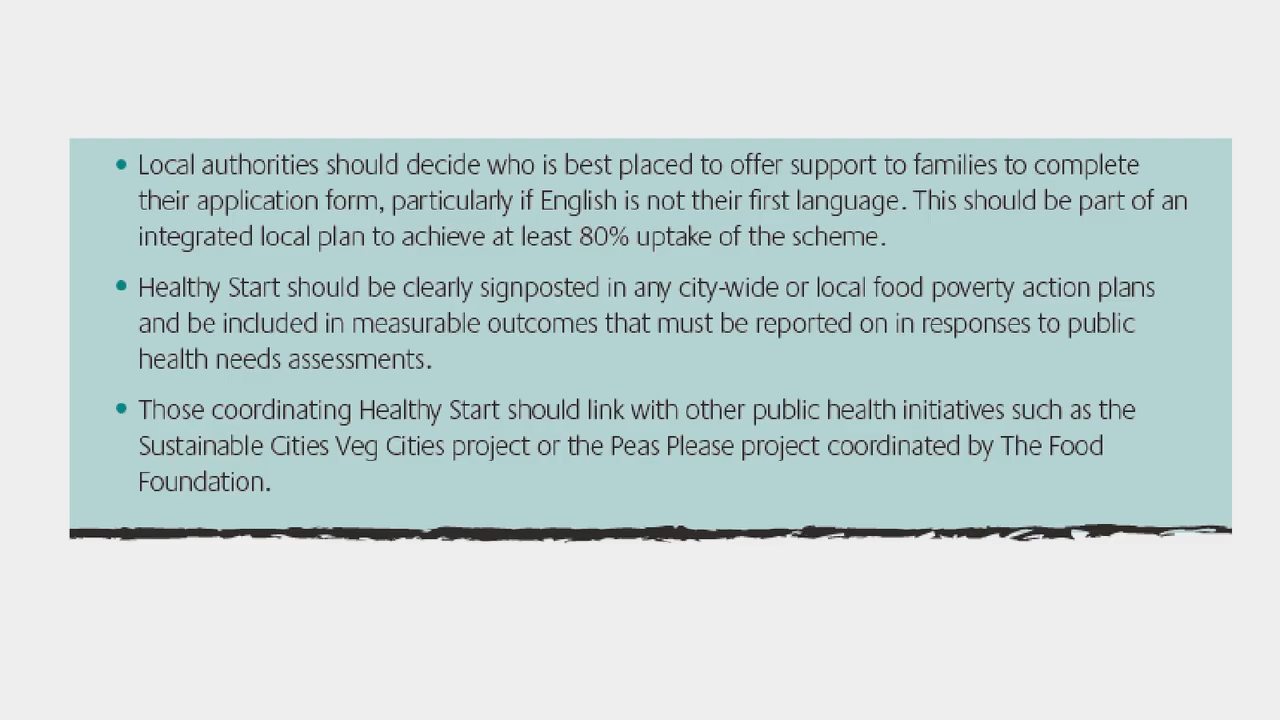 • Local authorities should decide who is best placed to offer support to families to complete
their application form, particularly if English is not their first language. This should be part of an
integrated local plan to achieve at least 80% uptake of the scheme.
• Healthy Start should be clearly signposted in any city-wide or local food poverty action plans
and be included in measurable outcomes that must be reported on in responses to public
health needs assessments.
• Those coordinating Healthy Start should link with other public health initiatives such as the
Sustainable Cities Veg Cities project or the Peas Please project coordinated by The Food
Foundation.